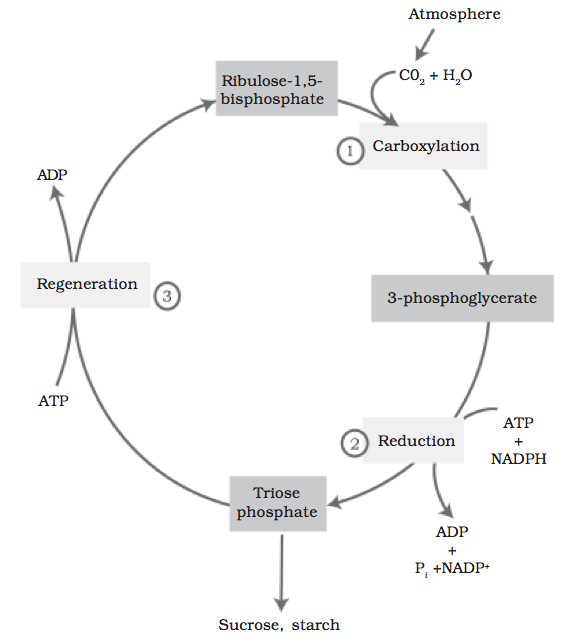 Atmosphere
C0₂ + H₂O
Ribulose-1,5-
bisphosphate
1
Carboxylation
ADP
Regeneration
3
3-phosphoglycerate
ATP
2
Reduction
ATP
+
NADPH
Triose
phosphate
ADP
+
Pᵢ +NADP⁺
Sucrose, starch